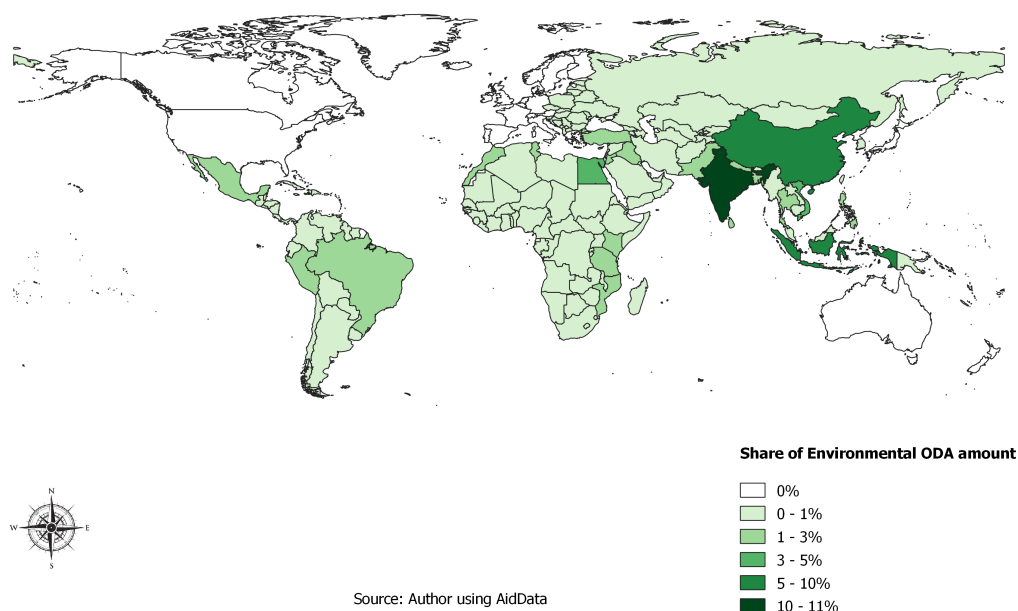 N
W E
S
Share of Environmental ODA amount
0%
0 - 1%
1 - 3%
3 - 5%
5 - 10%
10 - 11%
Source: Author using AidData